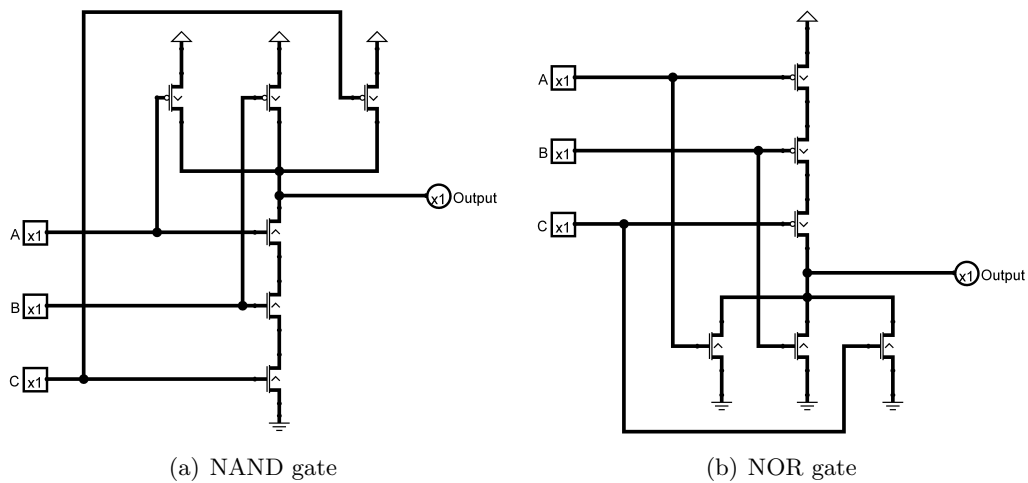 A x1
B x1
C x1
x1 Output
(a) NAND gate
A x1
B x1
C x1
x1 Output
(b) NOR gate